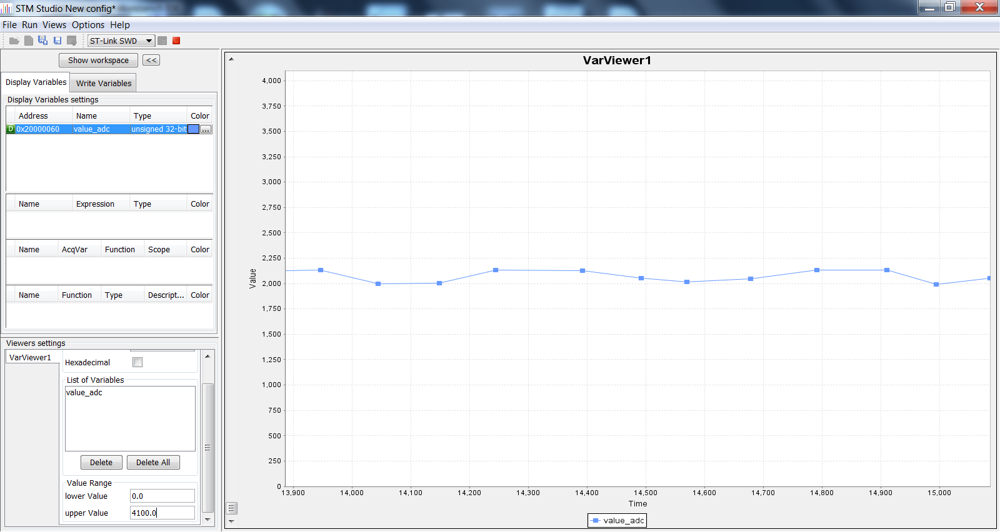 STM Studio New config*
File Run Views Options Help
ST-Link SWD
Show workspace <<
Display Variables Write Variables
Display Variables settings
Address Name Type Color
D 0x20000060 value_adc unsigned 32-bit ...
Name Expression Type Color
Name AcqVar Function Scope Color
Name Function Type Descript... Color
Viewers settings
VarViewer1
Hexadecimal
List of Variables
value_adc
Delete Delete All
Value Range
lower Value 0.0
upper Value 4100.0
VarViewer1
4,000
3,750
3,500
3,250
3,000
2,750
2,500
2,250
2,000
1,750
1,500
1,250
1,000
750
500
250
0
Value
13,900 14,000 14,100 14,200 14,300 14,400 14,500 14,600 14,700 14,800 14,900 15,000
Time
value_adc